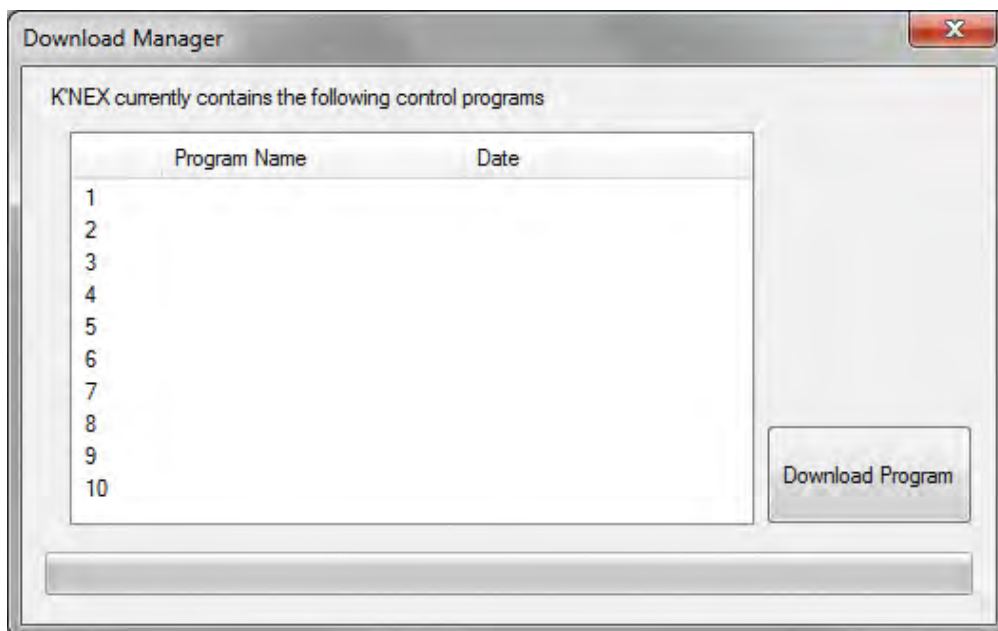 Download Manager
K'NEX currently contains the following control programs
Program Name Date
1
2
3
4
5
6
7
8
9
10
Download Program